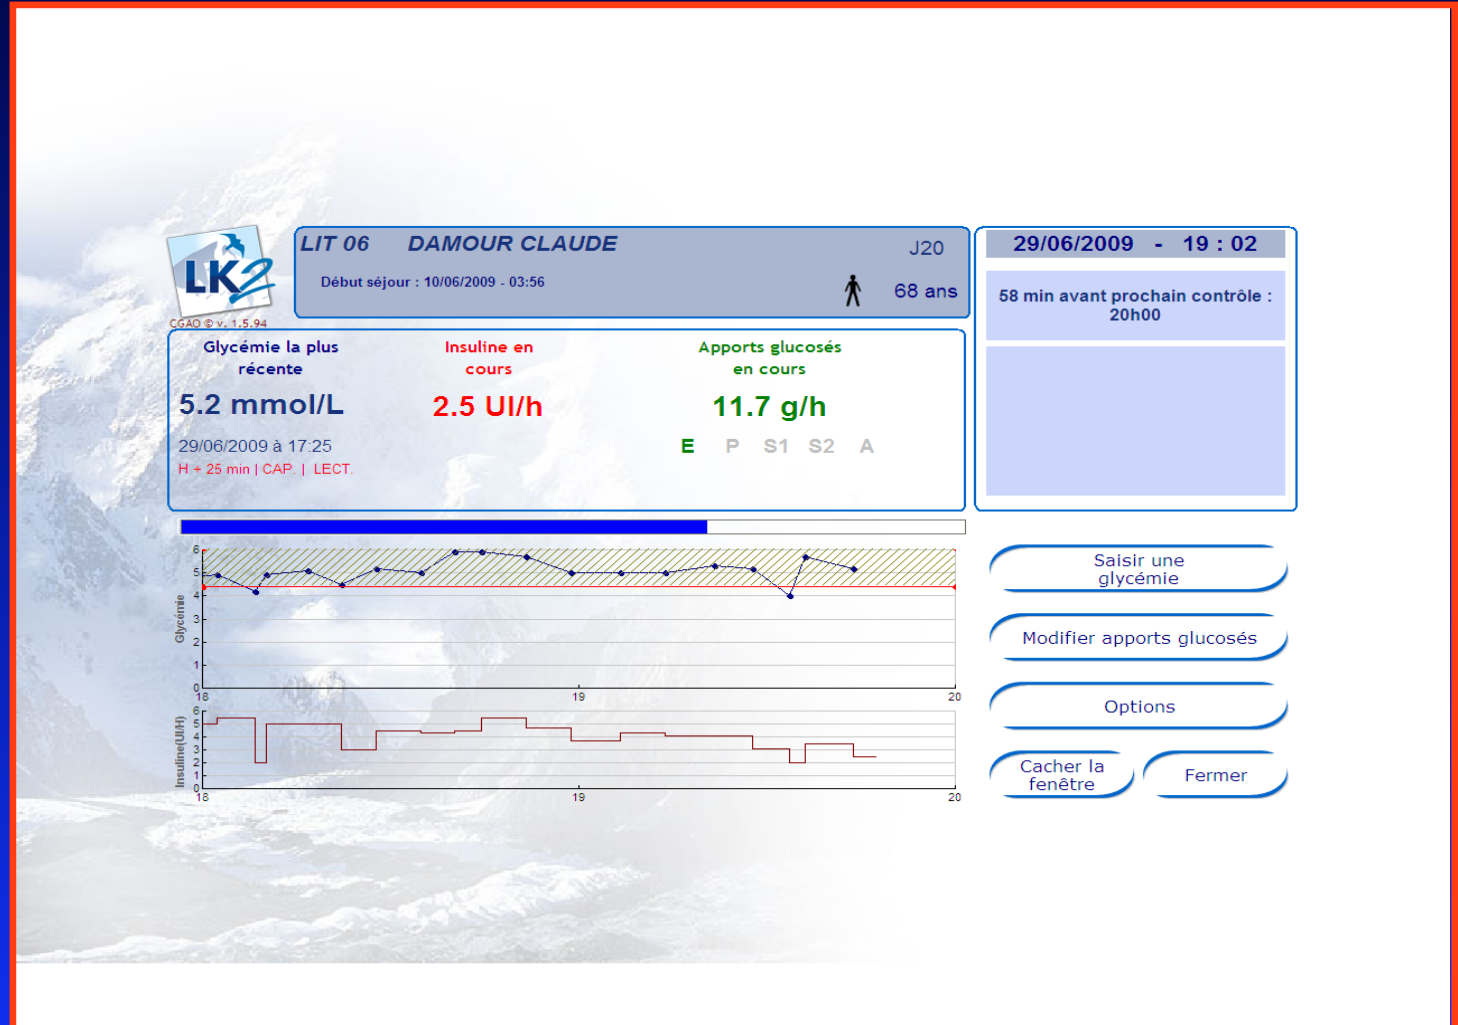 LK2
CGAO © v. 1.5.94
LIT 06 DAMOUR CLAUDE
J20
Début séjour : 10/06/2009 - 03:56
68 ans
29/06/2009 - 19 : 02
58 min avant prochain contrôle :
20h00
Glycémie la plus
récente
5.2 mmol/L
29/06/2009 à 17:25
H + 25 min | CAP. | LECT.
Insuline en
cours
2.5 UI/h
Apports glucosés
en cours
11.7 g/h
E P S1 S2 A
Glycémie
6
5
4
3
2
1
0
18 19 20
Insuline(UI/H)
6
5
4
3
2
1
0
18 19 20
Saisir une
glycémie
Modifier apports glucosés
Options
Cacher la
fenêtre
Fermer